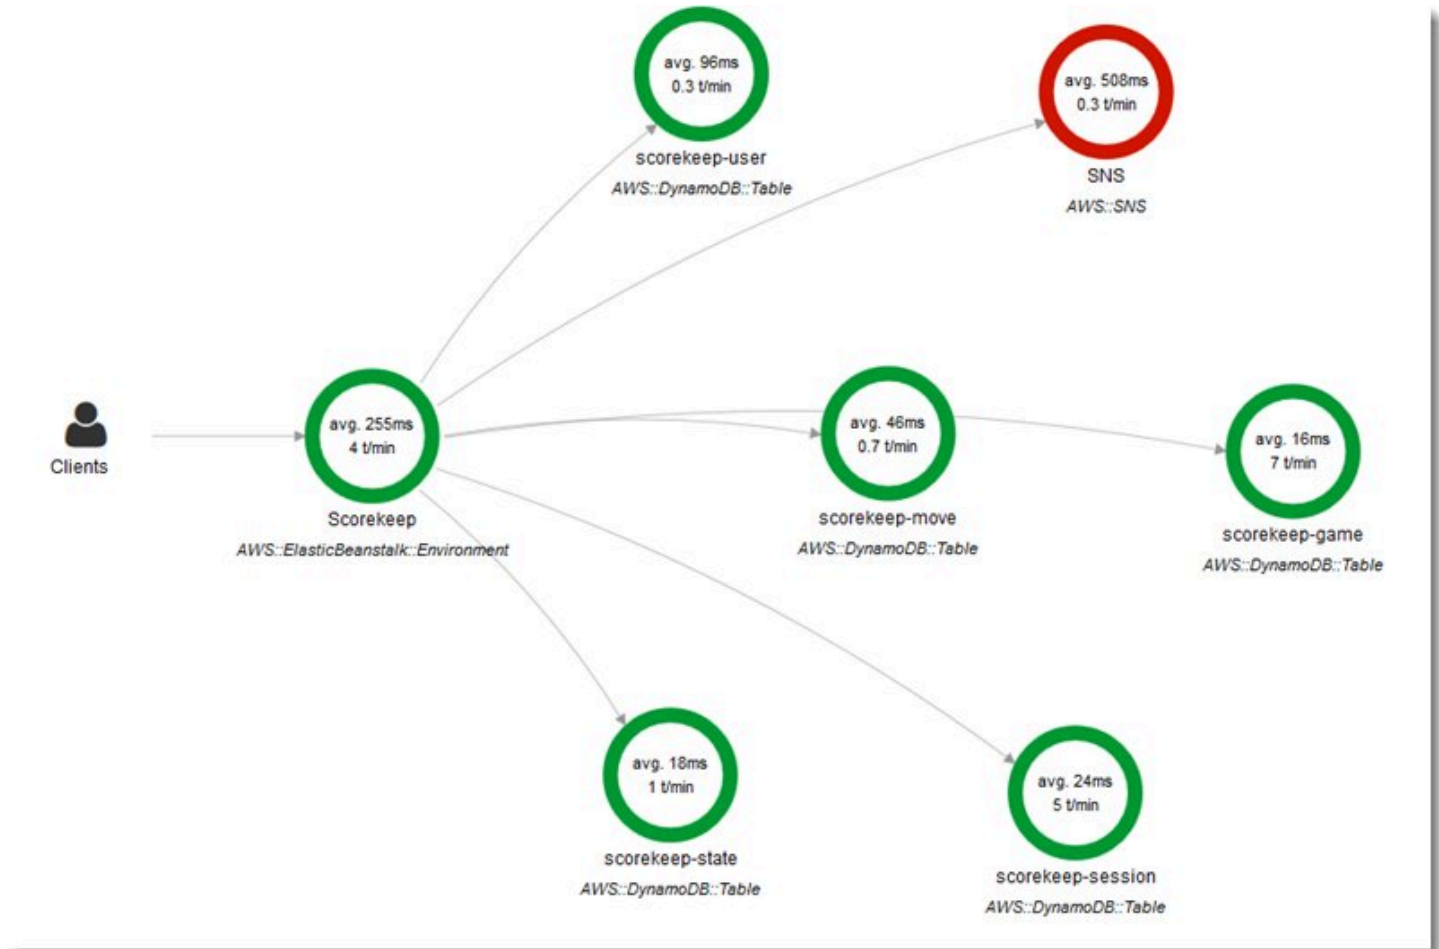 avg. 96ms
0.3 t/min
scorekeep-user
AWS::DynamoDB::Table
avg. 508ms
0.3 t/min
SNS
AWS::SNS
Clients
avg. 255ms
4 t/min
Scorekeep
AWS::ElasticBeanstalk::Environment
avg. 46ms
0.7 t/min
scorekeep-move
AWS::DynamoDB::Table
avg. 16ms
7 t/min
scorekeep-game
AWS::DynamoDB::Table
avg. 18ms
1 t/min
scorekeep-state
AWS::DynamoDB::Table
avg. 24ms
5 t/min
scorekeep-session
AWS::DynamoDB::Table